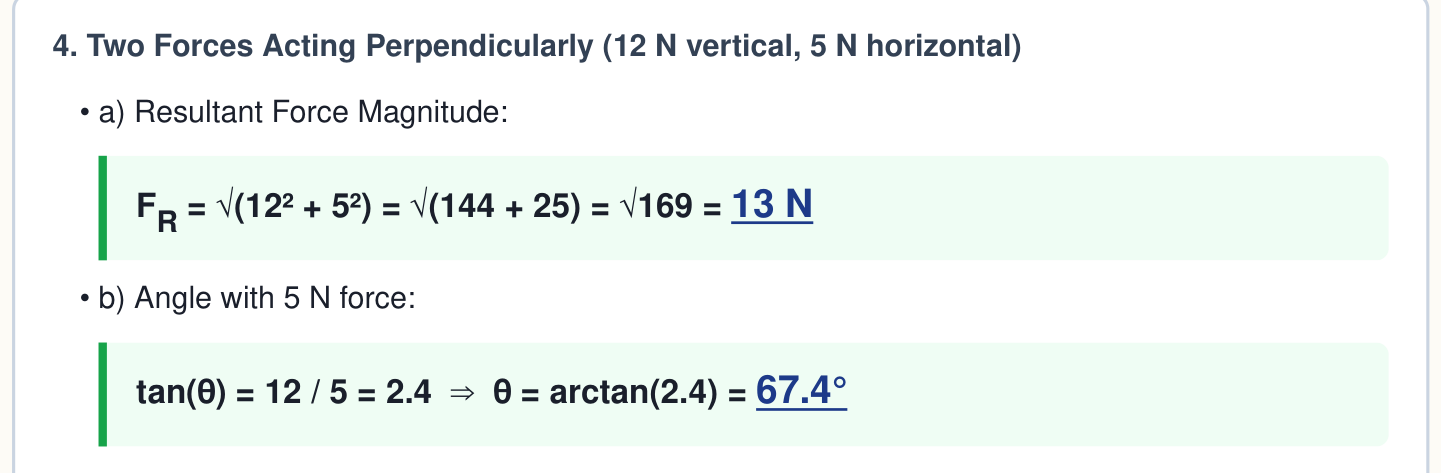 4. Two Forces Acting Perpendicularly (12 N vertical, 5 N horizontal)
• a) Resultant Force Magnitude:
F_R = √(12² + 5²) = √(144 + 25) = √169 = 13 N
• b) Angle with 5 N force:
tan(θ) = 12 / 5 = 2.4 ⇒ θ = arctan(2.4) = 67.4°